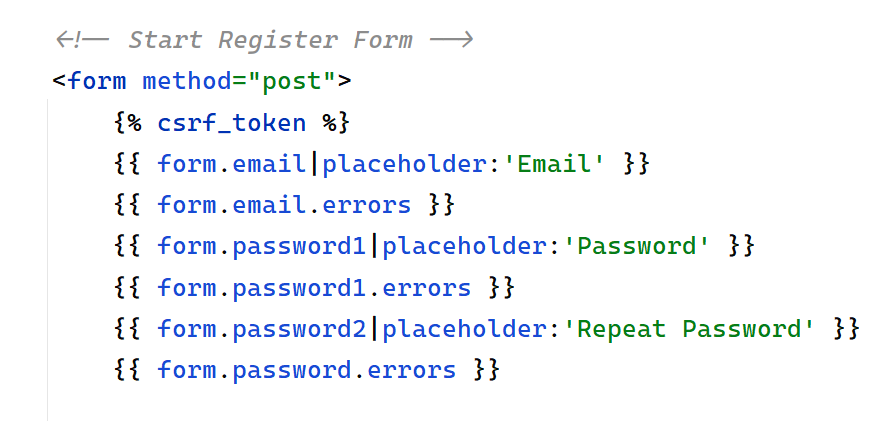 <!-- Start Register Form -->
<form method="post">
{% csrf_token %}
{{ form.email|placeholder:'Email' }}
{{ form.email.errors }}
{{ form.password1|placeholder:'Password' }}
{{ form.password1.errors }}
{{ form.password2|placeholder:'Repeat Password' }}
{{ form.password.errors }}